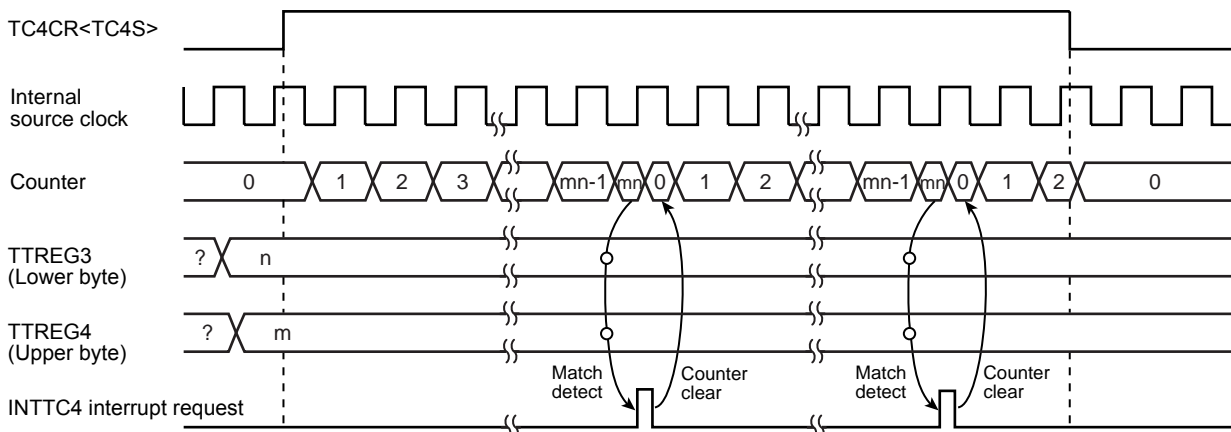 TC4CR<TC4S>
Internal
source clock
Counter
0 1 2 3 mn-1 mn 0 1 2 mn-1 mn 0 1 2 0
TTREG3
(Lower byte)
? n
TTREG4
(Upper byte)
? m
Match
detect
Counter
clear
Match
detect
Counter
clear
INTTC4 interrupt request